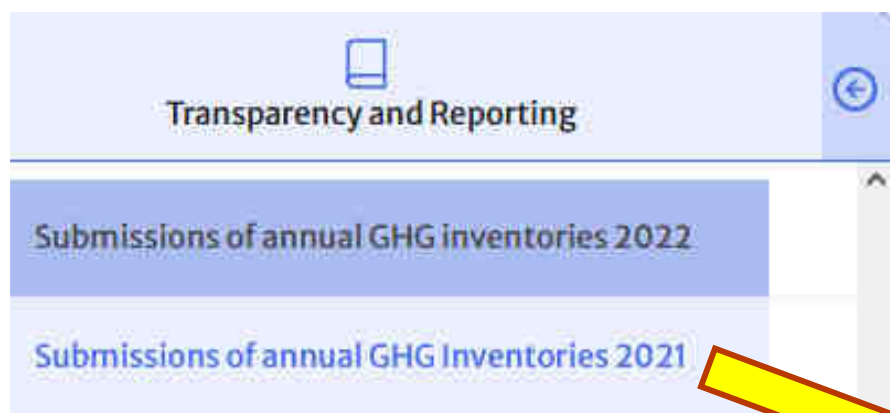 Transparency and Reporting
Submissions of annual GHG inventories 2022
Submissions of annual GHG Inventories 2021